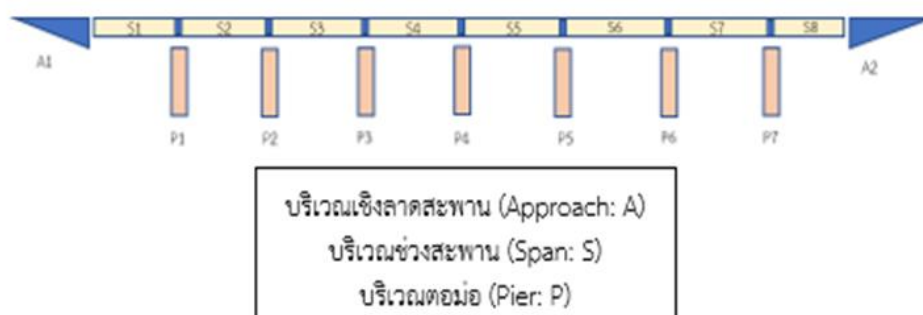 S1 S2 S3 S4 S5 S6 S7 S8
A1 A2
P1 P2 P3 P4 P5 P6 P7
บริเวณเชิงลาดสะพาน (Approach: A)
บริเวณช่วงสะพาน (Span: S)
บริเวณตอม่อ (Pier: P)